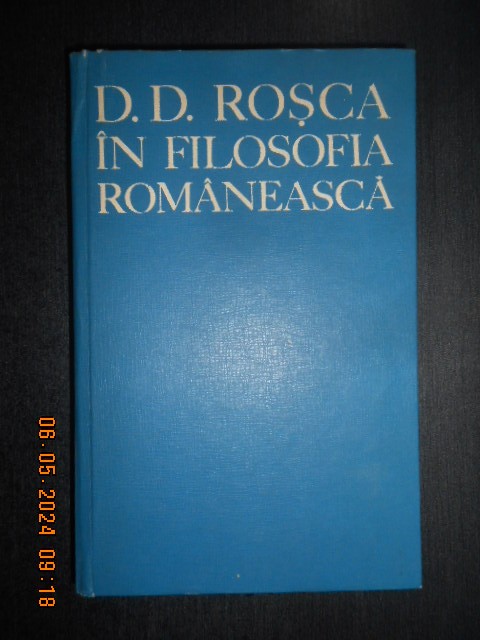 D.D. ROȘCA
ÎN FILOSOFIA
ROMÂNEASCĂ
06.05.2024 09:18